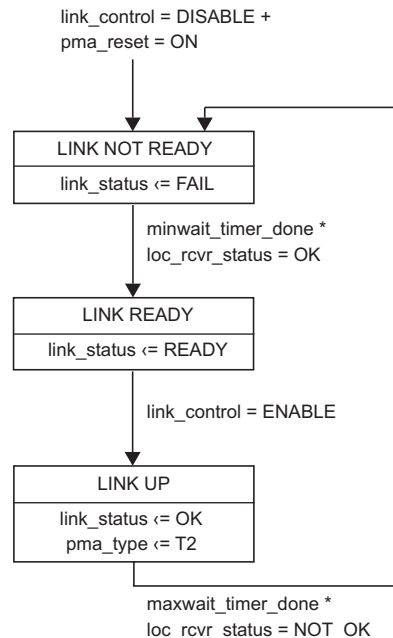 link_control = DISABLE +
pma_reset = ON
LINK NOT READY
link_status ‹= FAIL
minwait_timer_done *
loc_rcvr_status = OK
LINK READY
link_status ‹= READY
link_control = ENABLE
LINK UP
link_status ‹= OK
pma_type ‹= T2
maxwait_timer_done *
loc_rcvr_status = NOT_OK